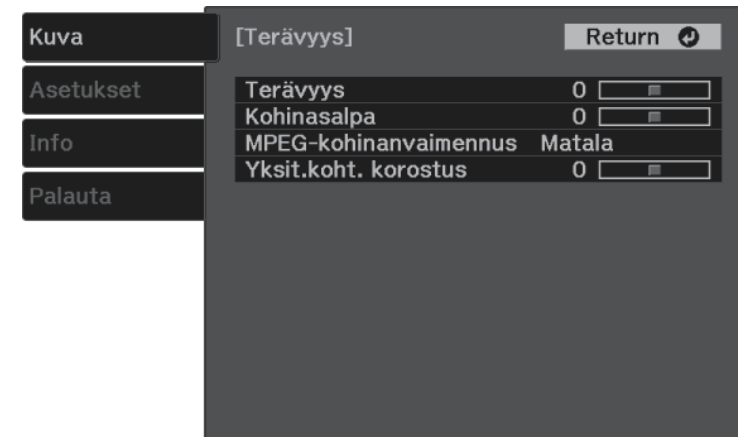 Kuva
Asetukset
Info
Palauta
[Terävyys]
Return
Terävyys 0
Kohinasalpa 0
MPEG-kohinanvaimennus Matala
Yksit.koht. korostus 0